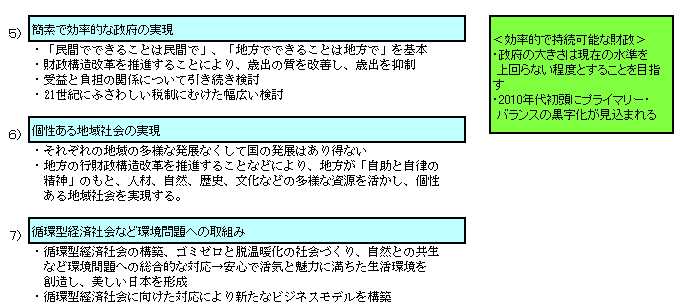 5) 簡素で効率的な政府の実現
・「民間でできることは民間で」、「地方でできることは地方で」を基本
・財政構造改革を推進することにより、歳出の質を改善し、歳出を抑制
・受益と負担の関係について引き続き検討
・21世紀にふさわしい税制にむけた幅広い検討
＜効率的で持続可能な財政＞
・政府の大きさは現在の水準を
上回らない程度とすることを目指
す
・2010年代初頭にプライマリー・
バランスの黒字化が見込まれる
6) 個性ある地域社会の実現
・それぞれの地域の多様な発展なくして国の発展はあり得ない
・地方の行財政構造改革を推進することなどにより、地方が「自助と自律の
精神」のもと、人材、自然、歴史、文化などの多様な資源を活かし、個性
ある地域社会を実現する。
7) 循環型経済社会など環境問題への取組み
・循環型経済社会の構築、ゴミゼロと脱温暖化の社会づくり、自然との共生
など環境問題への総合的な対応→安心で活気と魅力に満ちた生活環境を
創造し、美しい日本を形成
・循環型経済社会に向けた対応により新たなビジネスモデルを構築